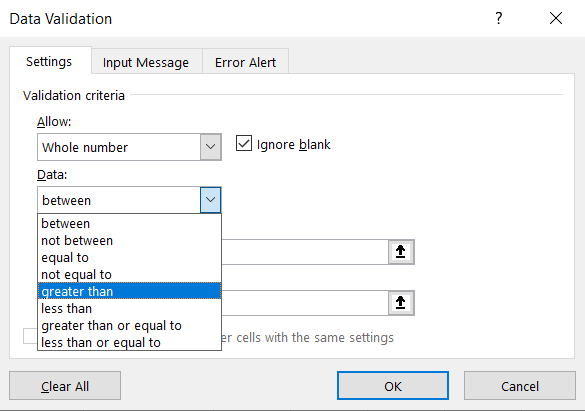 Data Validation ?
Settings Input Message Error Alert
Validation criteria
Allow:
Whole number Ignore blank
Data:
between
between
not between
equal to
not equal to
greater than
less than
greater than or equal to
less than or equal to
cells with the same settings
Clear All OK Cancel